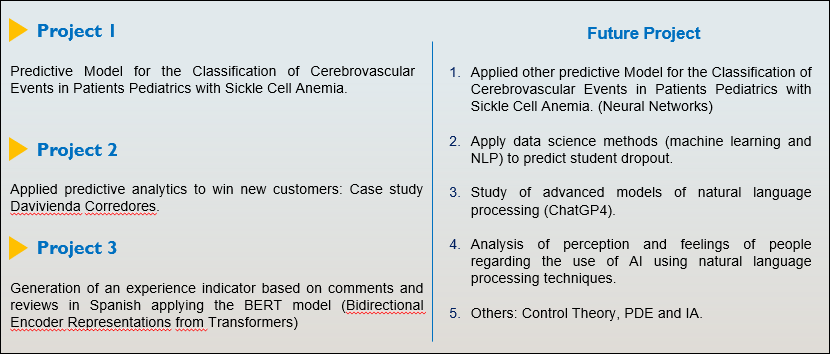 Project 1
Predictive Model for the Classification of Cerebrovascular
Events in Patients Pediatrics with Sickle Cell Anemia.
Project 2
Applied predictive analytics to win new customers: Case study
Davivienda Corredores.
Project 3
Generation of an experience indicator based on comments and
reviews in Spanish applying the BERT model (Bidirectional
Encoder Representations from Transformers)
Future Project
1. Applied other predictive Model for the Classification of
Cerebrovascular Events in Patients Pediatrics with
Sickle Cell Anemia. (Neural Networks)
2. Apply data science methods (machine learning and
NLP) to predict student dropout.
3. Study of advanced models of natural language
processing (ChatGP4).
4. Analysis of perception and feelings of people
regarding the use of AI using natural language
processing techniques.
5. Others: Control Theory, PDE and IA.